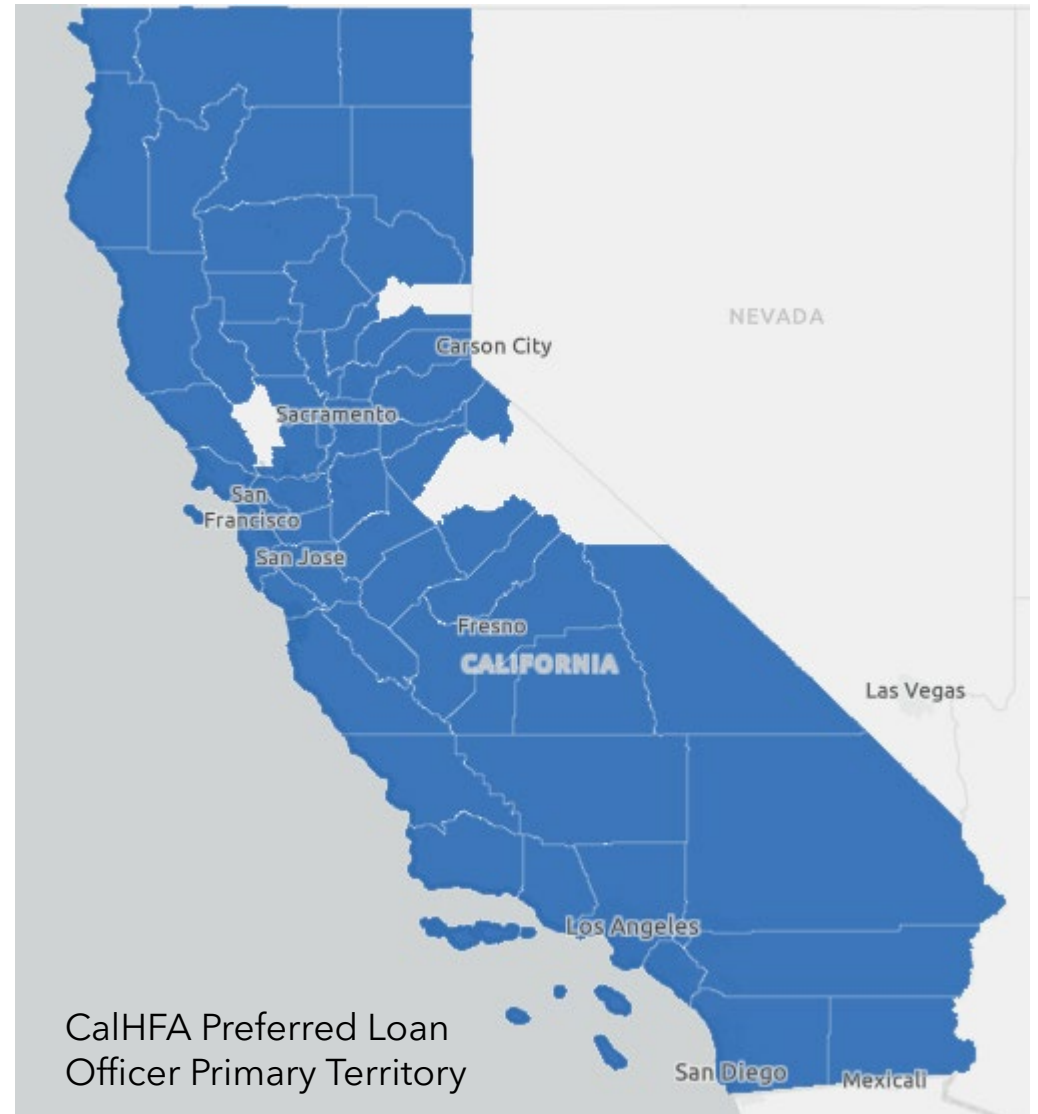 NEVADA
Carson City
Sacramento
San
Francisco
San Jose
Fresno
CALIFORNIA
Las Vegas
Los Angeles
CalHFA Preferred Loan
Officer Primary Territory
San Diego
Mexicali